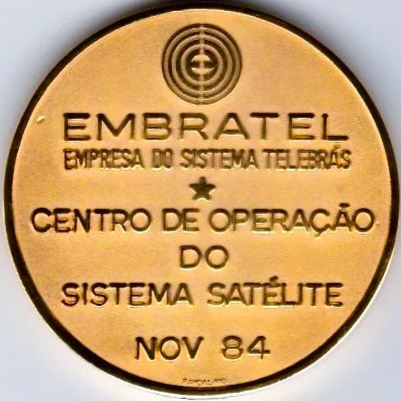 EMBRATEL
EMPRESA DO SISTEMA TELEBRÁS
CENTRO DE OPERAÇÃO
DO
SISTEMA SATÉLITE
NOV 84